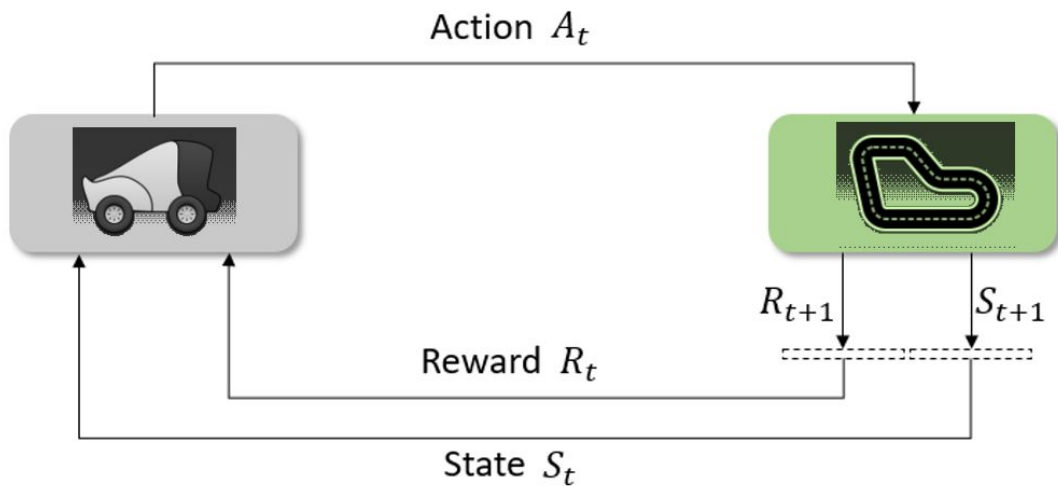 Action A_t
R_{t+1} S_{t+1}
Reward R_t
State S_t